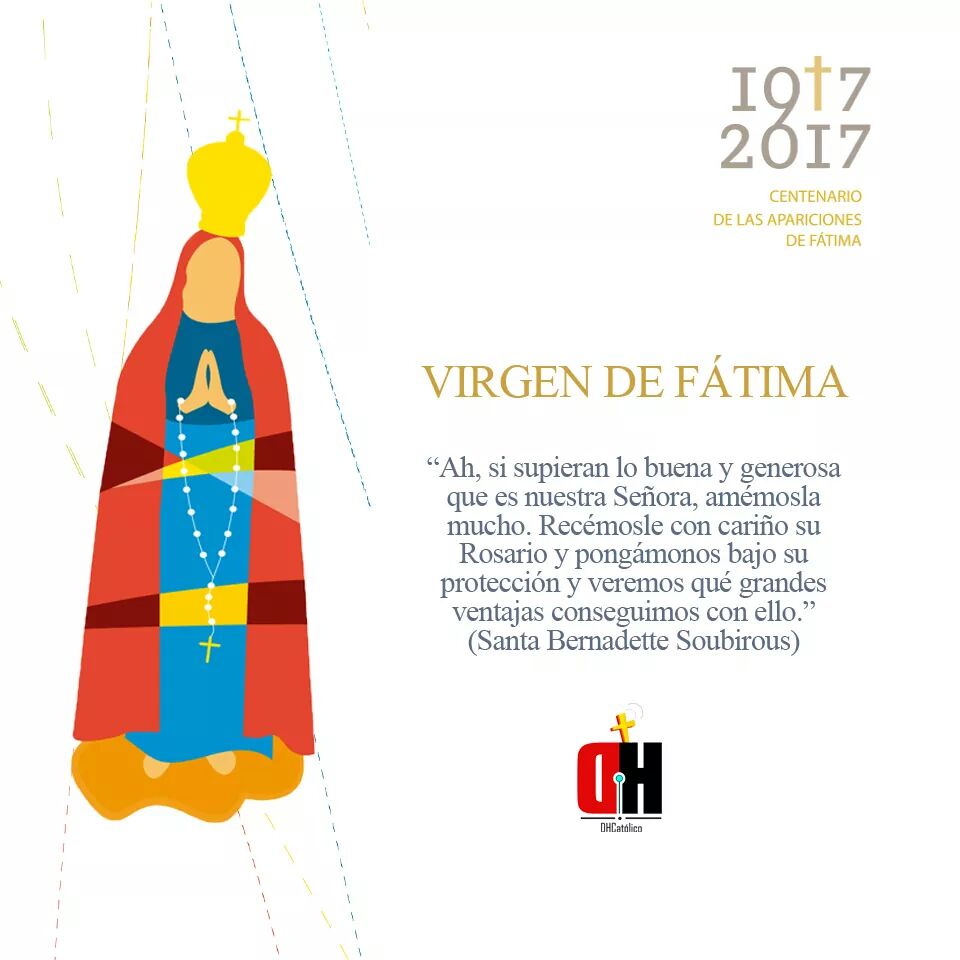 1917
2017
CENTENARIO
DE LAS APARICIONES
DE FÁTIMA
VIRGEN DE FÁTIMA
“Ah, si supieran lo buena y generosa
que es nuestra Señora, amémosla
mucho. Recémosle con cariño su
Rosario y pongámonos bajo su
protección y veremos qué grandes
ventajas conseguimos con ello.”
(Santa Bernadette Soubirous)
DH
DHCatólico